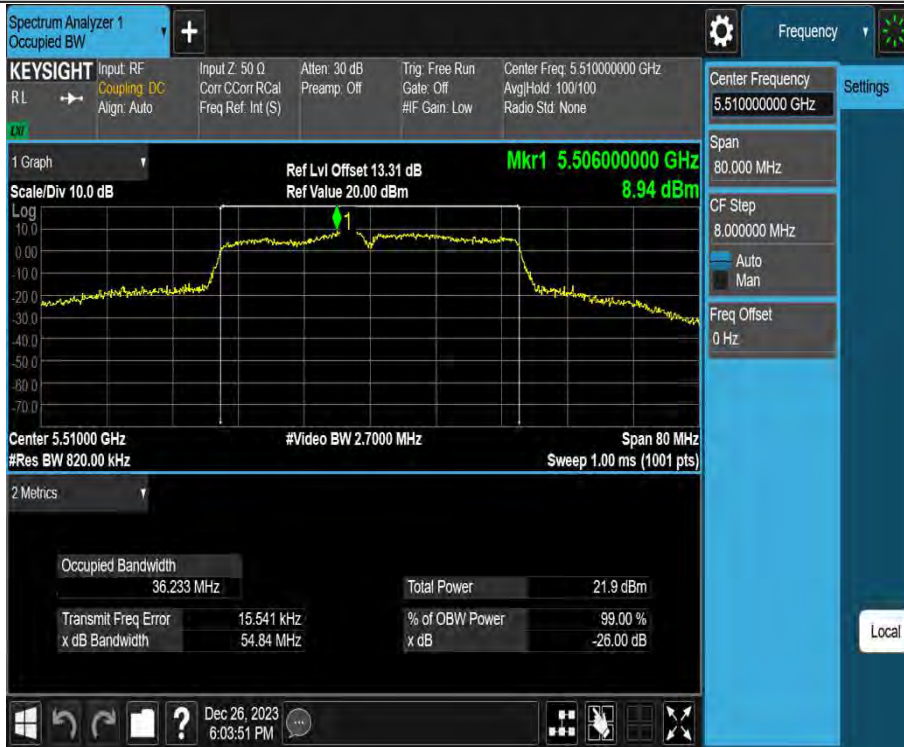 Spectrum Analyzer 1
Occupied BW
+
Frequency
KEYSIGHT
RL
LXI
Input: RF
Coupling: DC
Align: Auto
Input Z: 50 Ω
Corr CCorr RCal
Freq Ref: Int (S)
Atten: 30 dB
Preamp: Off
Trig: Free Run
Gate: Off
#IF Gain: Low
Center Freq: 5.510000000 GHz
Avg|Hold: 100/100
Radio Std: None
Center Frequency
5.510000000 GHz
Settings
Span
80.000 MHz
CF Step
8.000000 MHz
Auto
Man
Freq Offset
0 Hz
Local
1 Graph
Scale/Div 10.0 dB
Ref Lvl Offset 13.31 dB
Ref Value 20.00 dBm
Mkr1 5.506000000 GHz
8.94 dBm
Log
10.0
0.00
-10.0
-20.0
-30.0
-40.0
-50.0
-60.0
-70.0
1
Center 5.51000 GHz
#Video BW 2.7000 MHz
Span 80 MHz
#Res BW 820.00 kHz
Sweep 1.00 ms (1001 pts)
2 Metrics
Occupied Bandwidth
36.233 MHz
Total Power 21.9 dBm
Transmit Freq Error 15.541 kHz
% of OBW Power 99.00 %
x dB Bandwidth 54.84 MHz
x dB -26.00 dB
?
Dec 26, 2023
6:03:51 PM